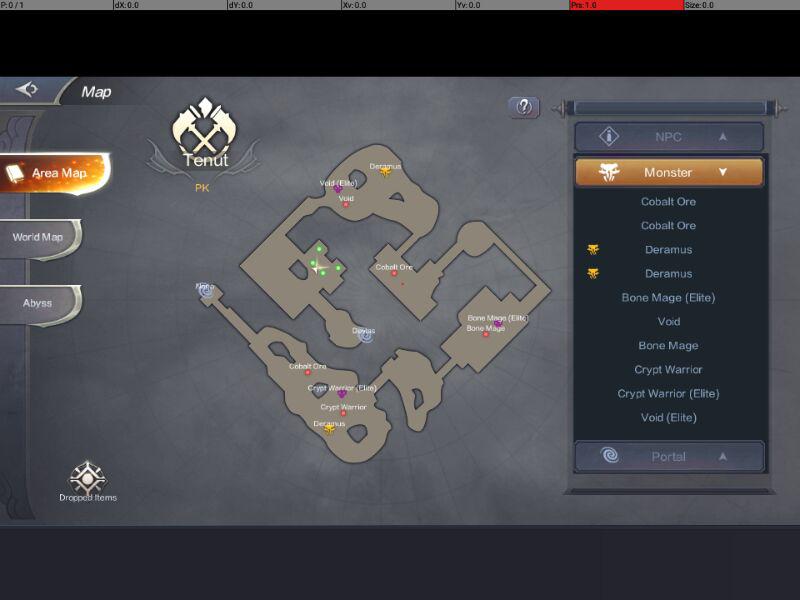 P: 0 / 1
dX: 0.0
dY: 0.0
Xv: 0.0
Yv: 0.0
Prs: 1.0
Size: 0.0
Map
Tenut
PK
Area Map
World Map
Abyss
Dropped Items
Deramus
Void (Elite)
Void
Cobalt Ore
Bone Mage (Elite)
Bone Mage
Cobalt Ore
Crypt Warrior (Elite)
Crypt Warrior
Deramus
NPC
Monster
Cobalt Ore
Cobalt Ore
Deramus
Deramus
Bone Mage (Elite)
Void
Bone Mage
Crypt Warrior
Crypt Warrior (Elite)
Void (Elite)
Portal